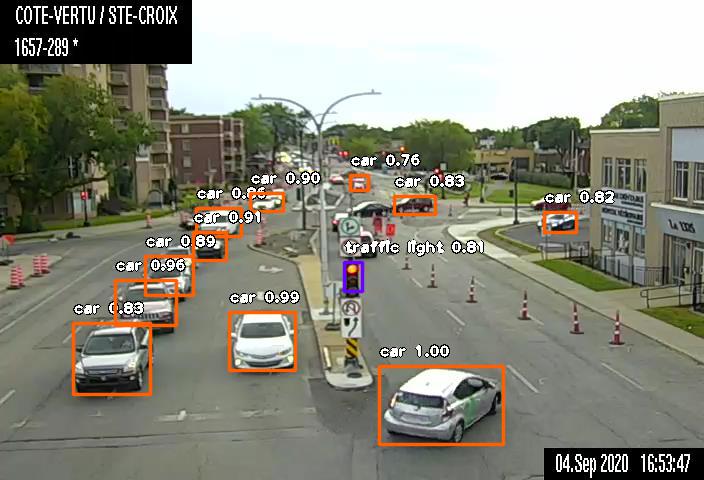 COTE-VERTU / STE-CROIX
1657-289 *
car 0.76
car 0.90
car 0.83
car 0.86
car 0.82
car 0.91
car 0.89
traffic light 0.81
car 0.96
car 0.99
car 0.83
car 1.00
04.Sep 2020 16:53:47